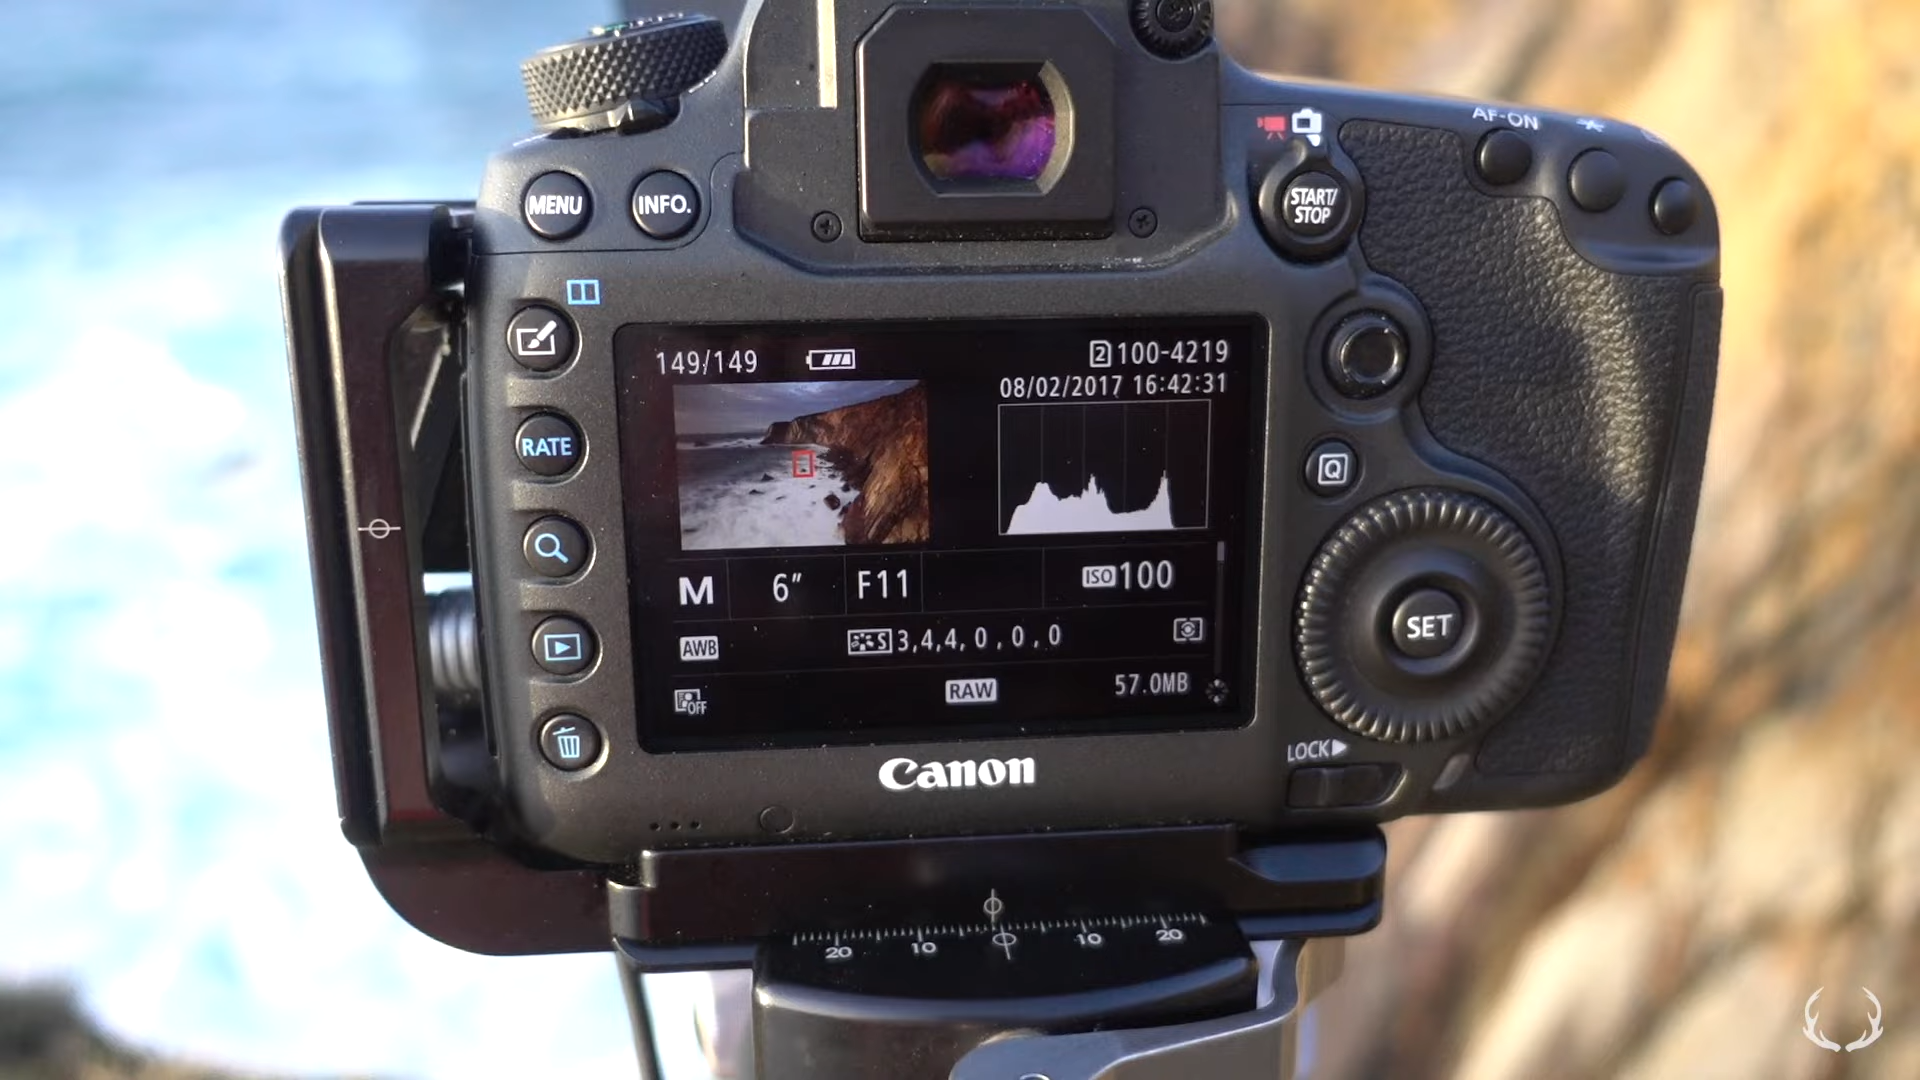 AF-ON
MENU
INFO.
START/
STOP
149/149
2 100-4219
08/02/2017 16:42:31
RATE
Q
M 6" F11 ISO 100
SET
AWB S 3,4,4,0,0,0
OFF RAW 57.0MB
LOCK
Canon
20 10 10 20